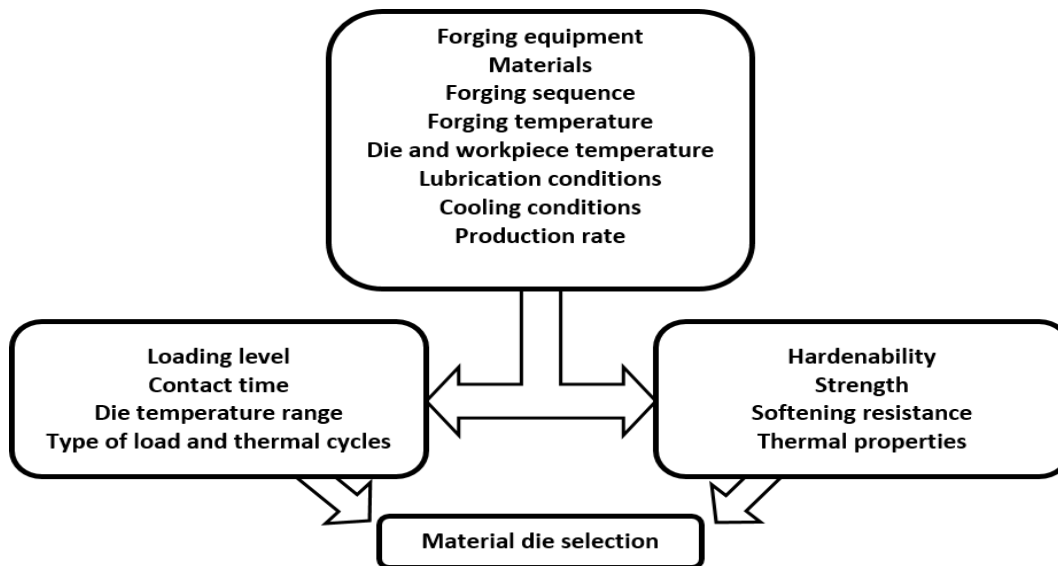 Forging equipment
Materials
Forging sequence
Forging temperature
Die and workpiece temperature
Lubrication conditions
Cooling conditions
Production rate
Loading level
Contact time
Die temperature range
Type of load and thermal cycles
Hardenability
Strength
Softening resistance
Thermal properties
Material die selection